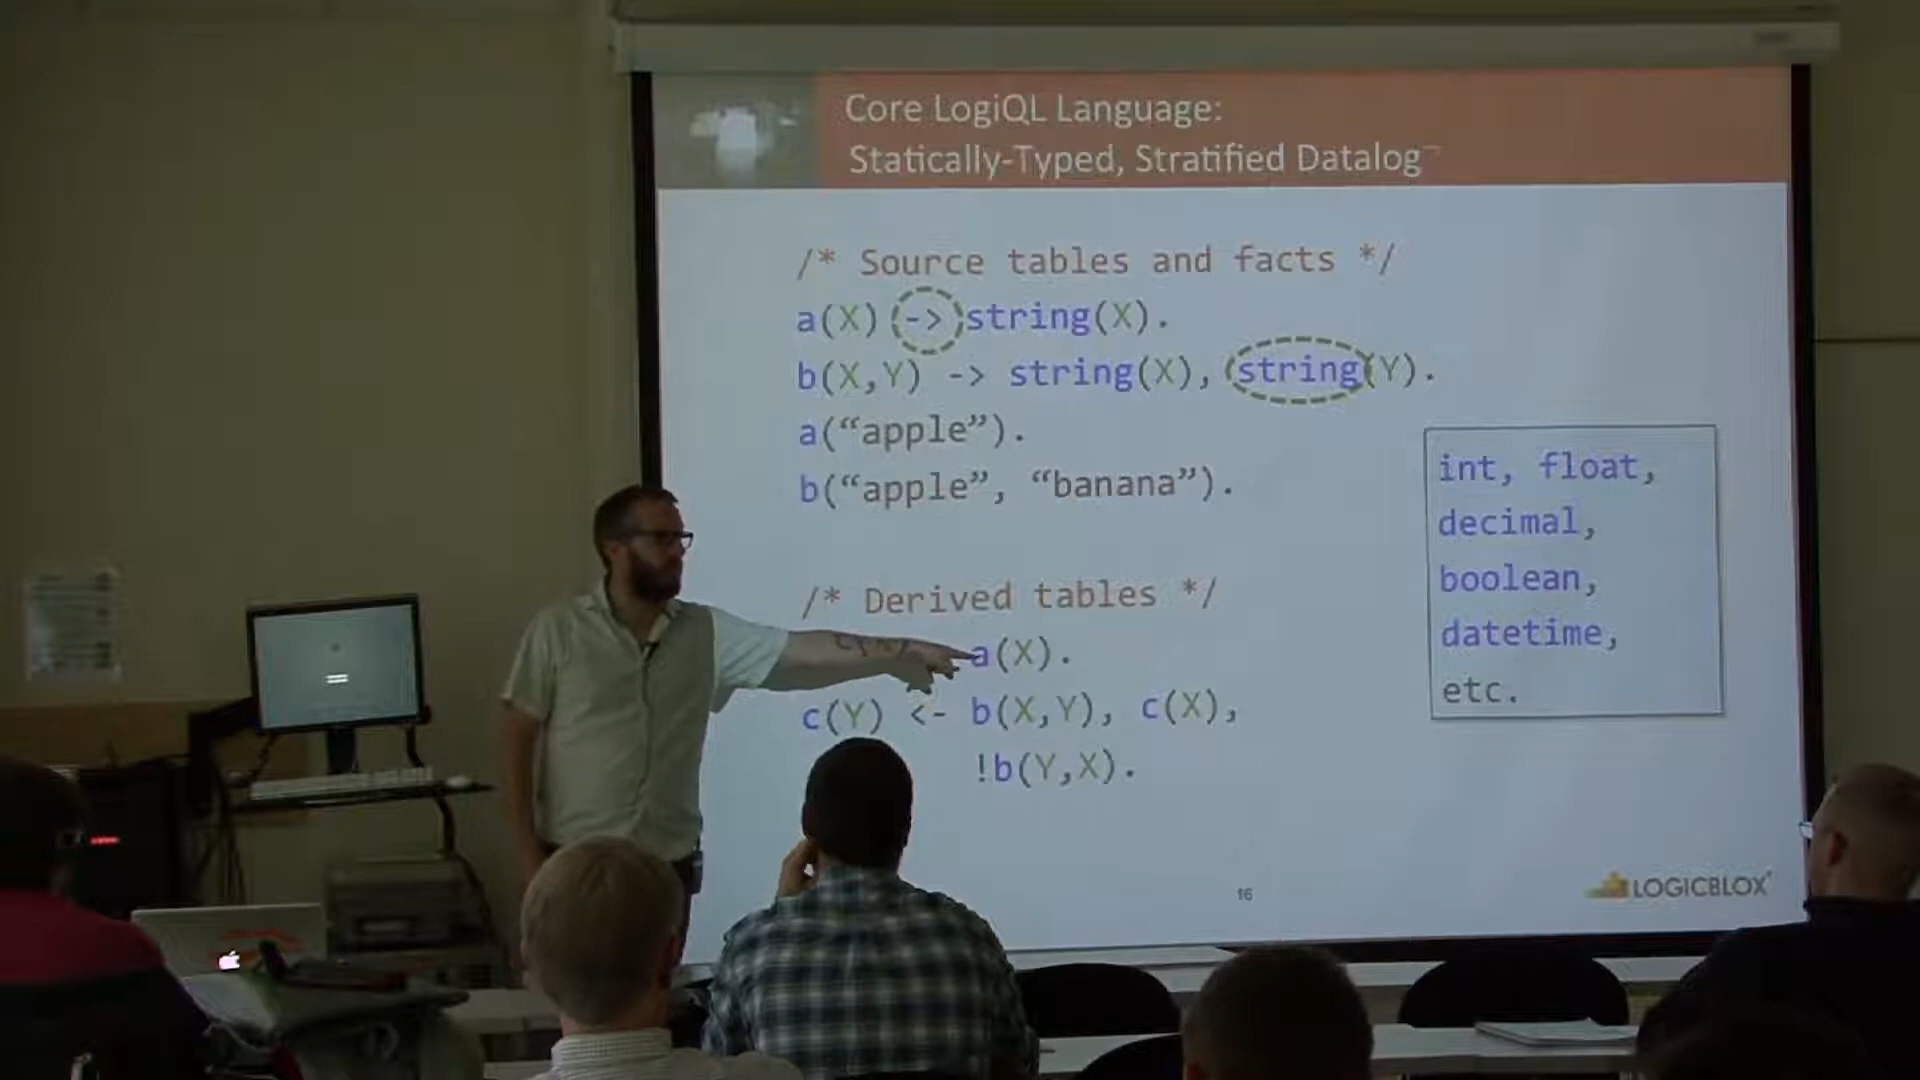 Core LogiQL Language:
Statically-Typed, Stratified Datalog
/* Source tables and facts */
a(X) -> string(X).
b(X,Y) -> string(X), string(Y).
a(“apple”).
b(“apple”, “banana”).
int, float,
decimal,
boolean,
datetime,
etc.
/* Derived tables */
a(X).
c(Y) <- b(X,Y), c(X),
!b(Y,X).
16
LOGICBLOX